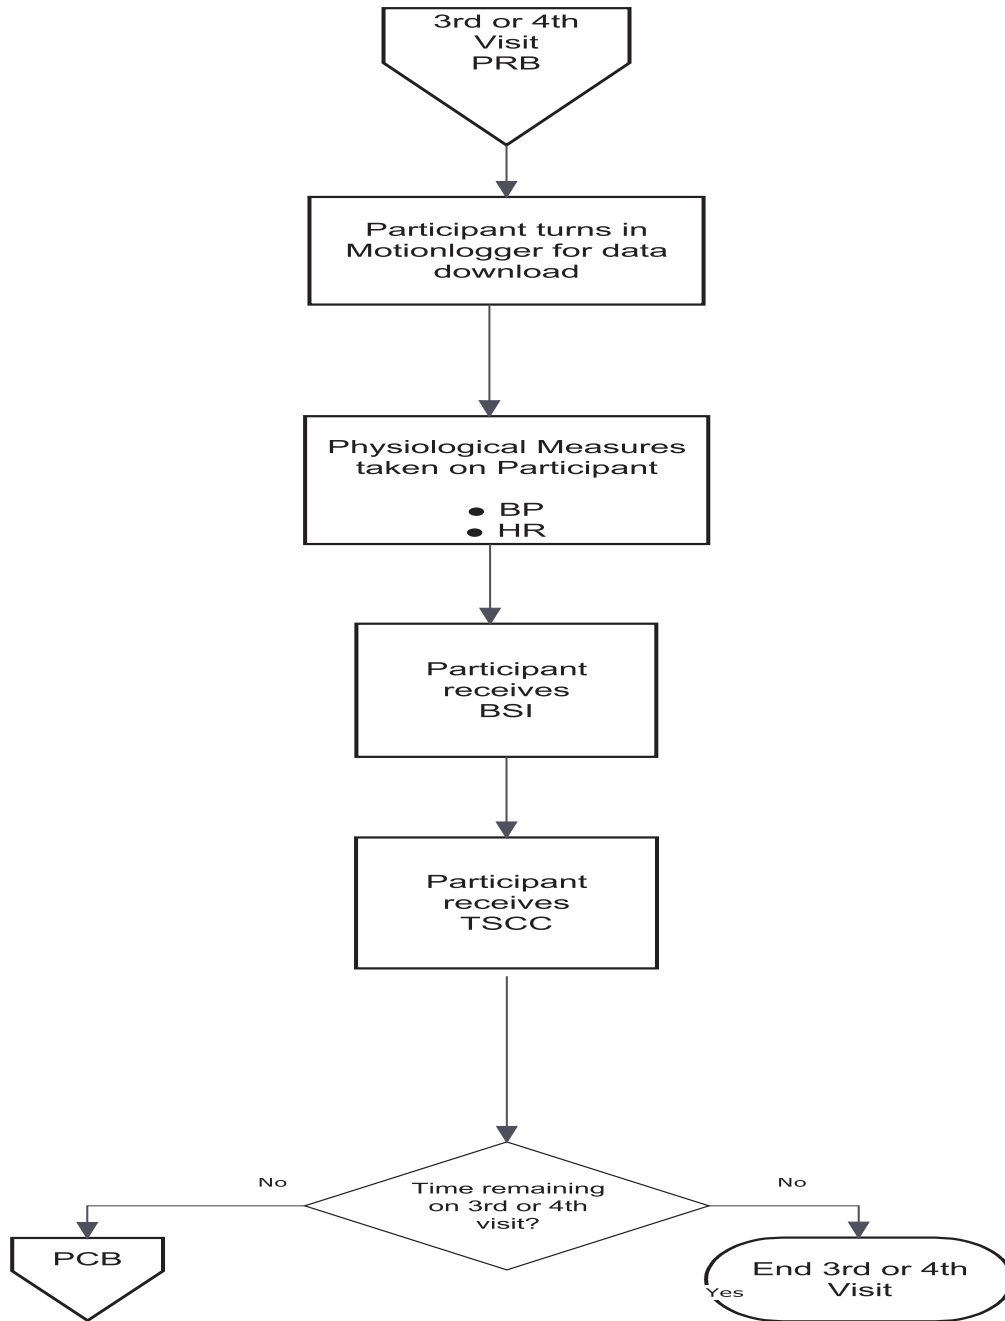 3rd or 4th
Visit
PRB
Participant turns in
Motionlogger for data
download
Physiological Measures
taken on Participant
● BP
● HR
Participant
receives
BSI
Participant
receives
TSCC
Time remaining
on 3rd or 4th
visit?
No
No
PCB
End 3rd or 4th
Visit
Yes